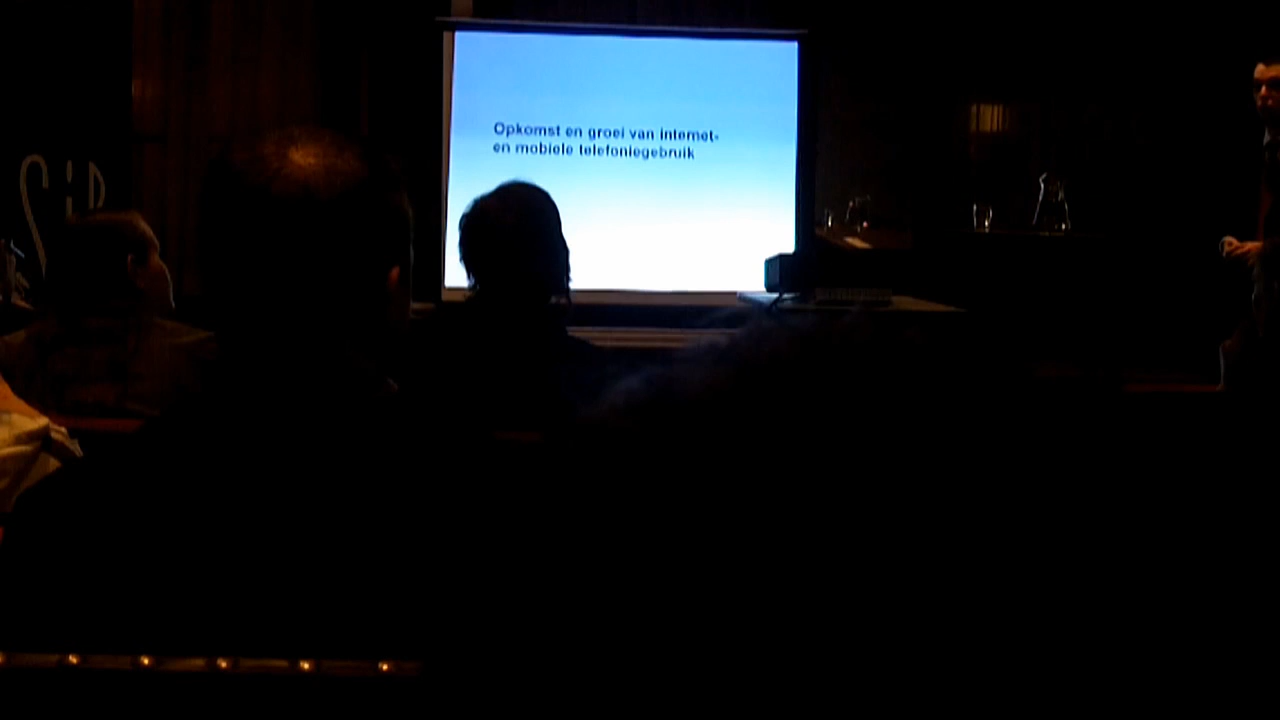 Opkomst en groei van internet-
en mobiele telefoniegebruik